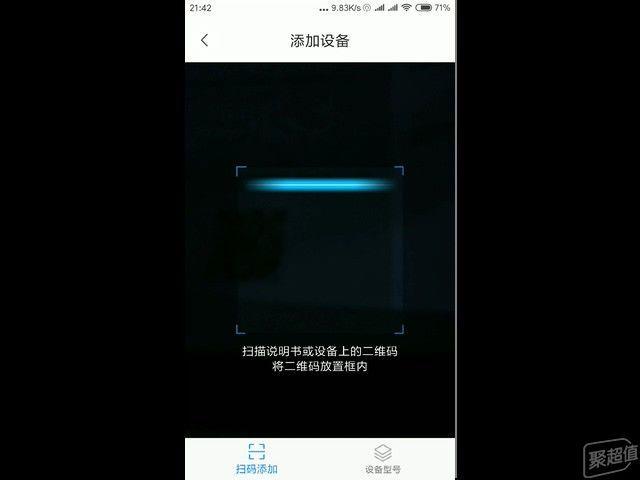 21:42
... 9.83K/s 71%
添加设备
扫描说明书或设备上的二维码
将二维码放置框内
扫码添加
设备型号
聚超值